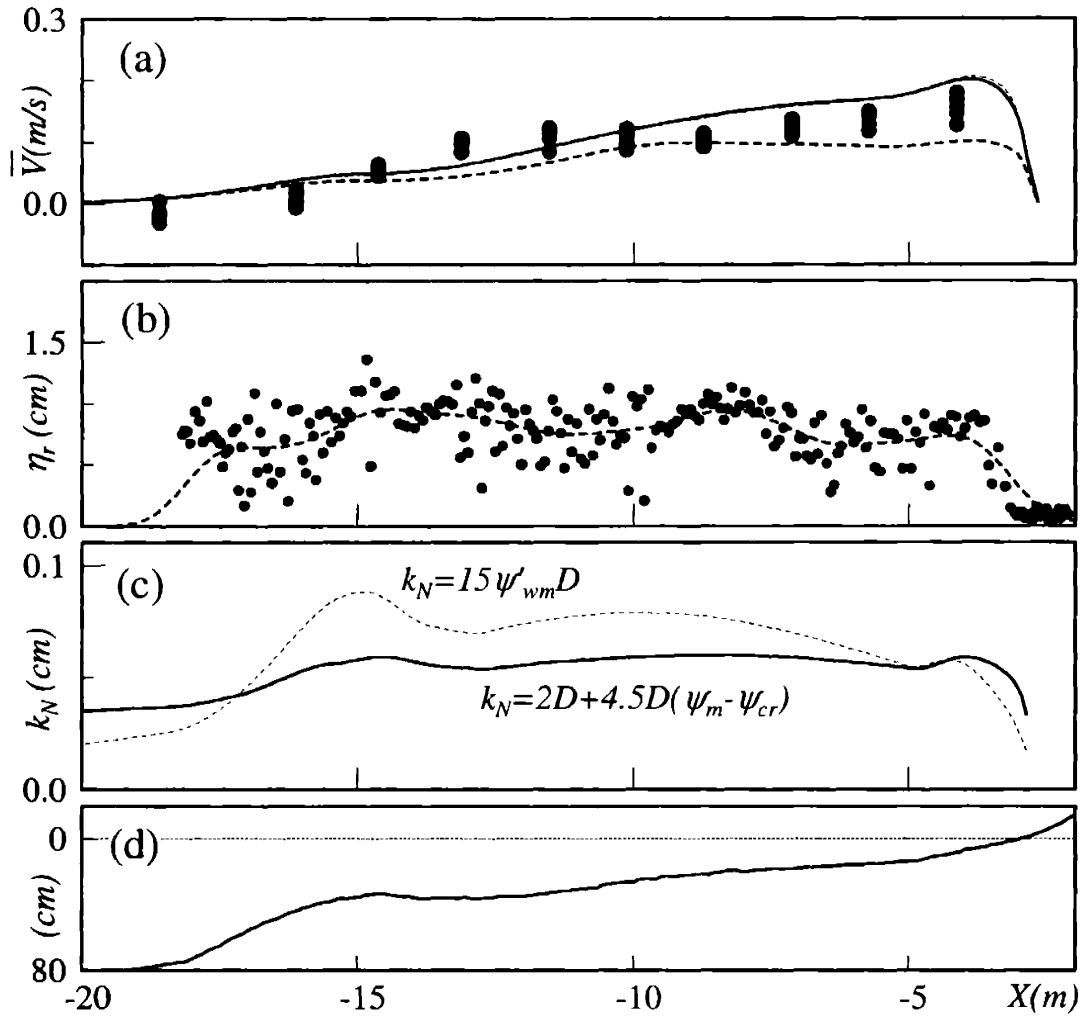 0.3
(a)
V̅(m/s)
0.0
(b)
1.5
η_r(cm)
0.0
0.1
(c)
k_N=15ψ'_wm D
k_N(cm)
k_N=2D+4.5D(ψ_m-ψ_cr)
0.0
0
(d)
(cm)
80
-20 -15 -10 -5 X(m)